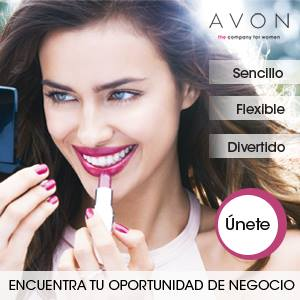 AVON
the company for women
Sencillo
Flexible
Divertido
Únete
ENCUENTRA TU OPORTUNIDAD DE NEGOCIO